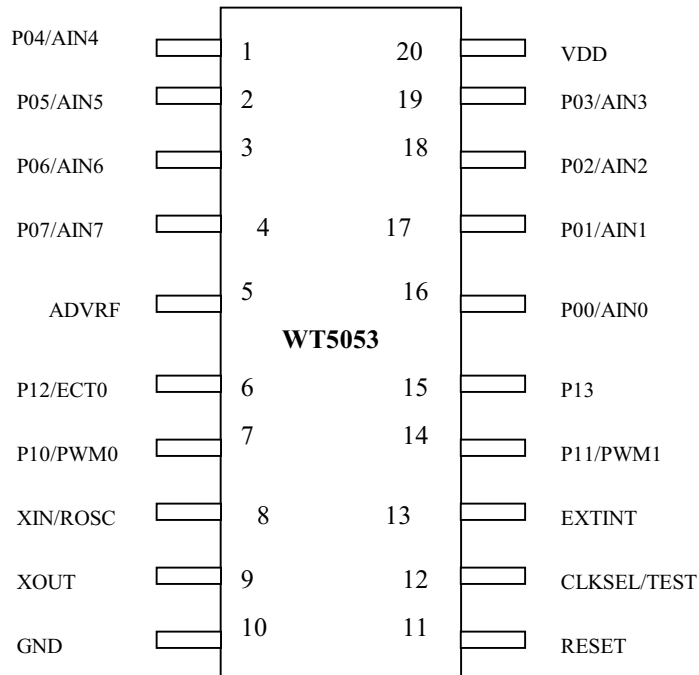 P04/AIN4 1 20 VDD
P05/AIN5 2 19 P03/AIN3
P06/AIN6 3 18 P02/AIN2
P07/AIN7 4 17 P01/AIN1
ADVRF 5 16 P00/AIN0
WT5053
P12/ECT0 6 15 P13
P10/PWM0 7 14 P11/PWM1
XIN/ROSC 8 13 EXTINT
XOUT 9 12 CLKSEL/TEST
GND 10 11 RESET